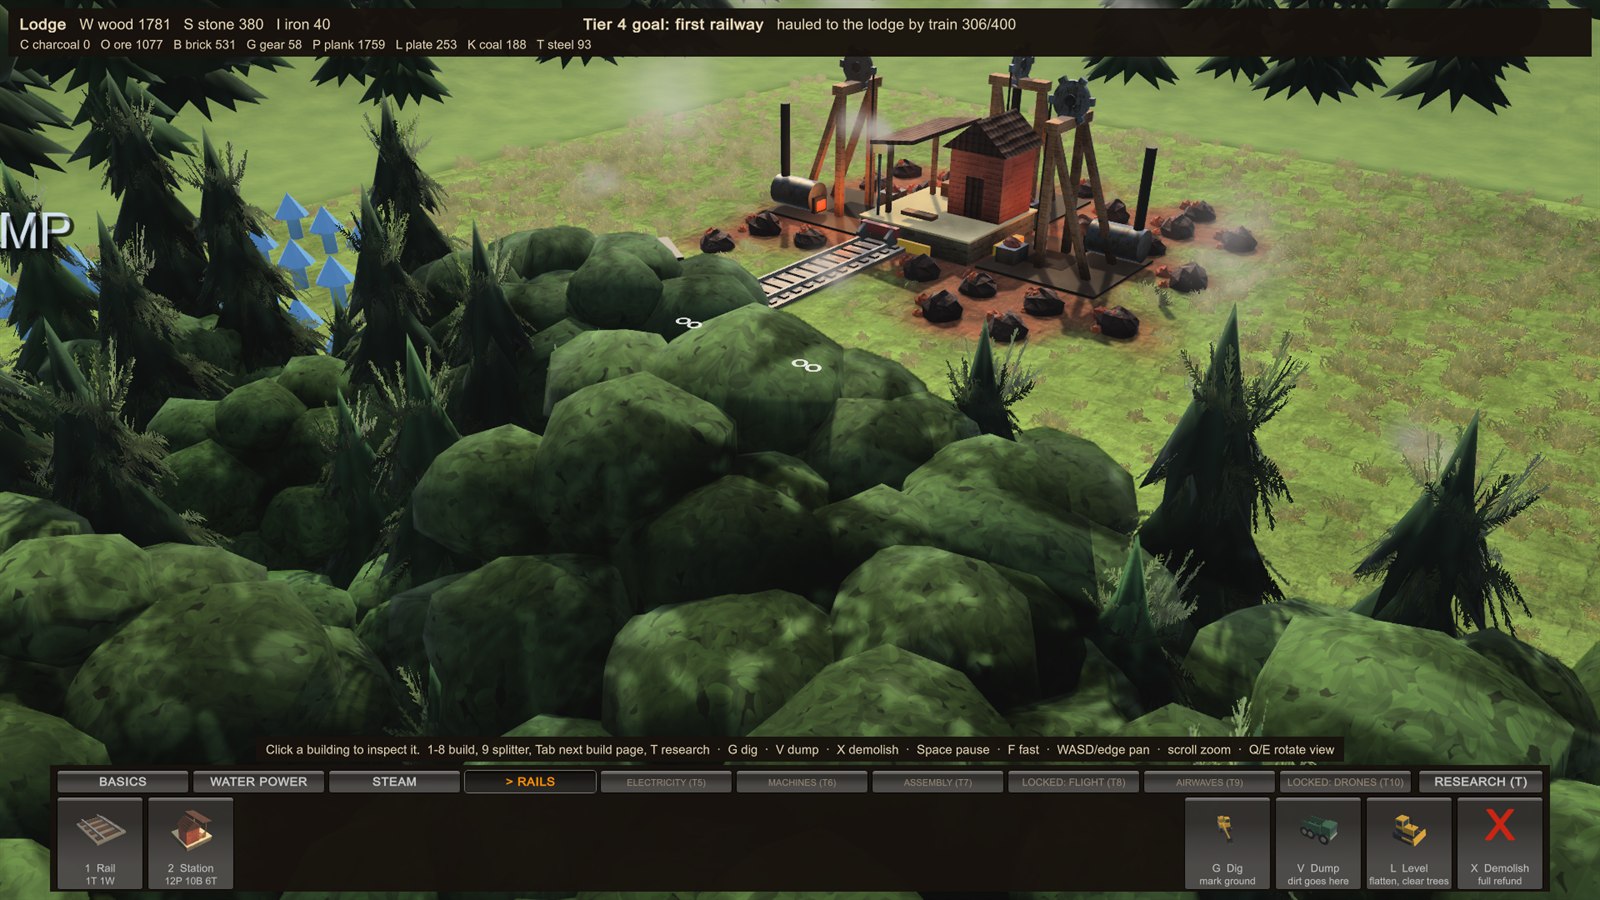 Lodge W wood 1781 S stone 380 I iron 40
Tier 4 goal: first railway hauled to the lodge by train 306/400
C charcoal 0 O ore 1077 B brick 531 G gear 58 P plank 1759 L plate 253 K coal 188 T steel 93
MP
Click a building to inspect it. 1-8 build, 9 splitter, Tab next build page, T research · G dig · V dump · X demolish · Space pause · F fast · WASD/edge pan · scroll zoom · Q/E rotate view
BASICS WATER POWER STEAM > RAILS ELECTRICITY (T5) MACHINES (T6) ASSEMBLY (T7) LOCKED: FLIGHT (T8) AIRWAYS (T9) LOCKED: DRONES (T10) RESEARCH (T)
1 Rail
1T 1W
2 Station
12P 10B 6T
G Dig
mark ground
V Dump
dirt goes here
L Level
flatten, clear trees
X Demolish
full refund